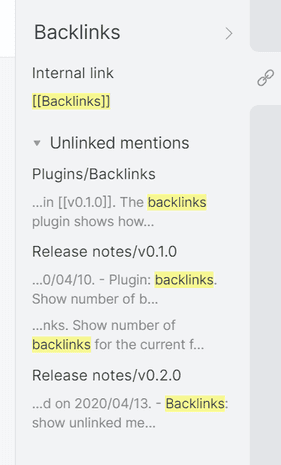 Backlinks
Internal link
[[Backlinks]]
Unlinked mentions
Plugins/Backlinks
...in [[v0.1.0]]. The backlinks
plugin shows how...
Release notes/v0.1.0
...0/04/10. - Plugin: backlinks.
Show number of b...
...nks. Show number of
backlinks for the current f...
Release notes/v0.2.0
...d on 2020/04/13. - Backlinks:
show unlinked me...